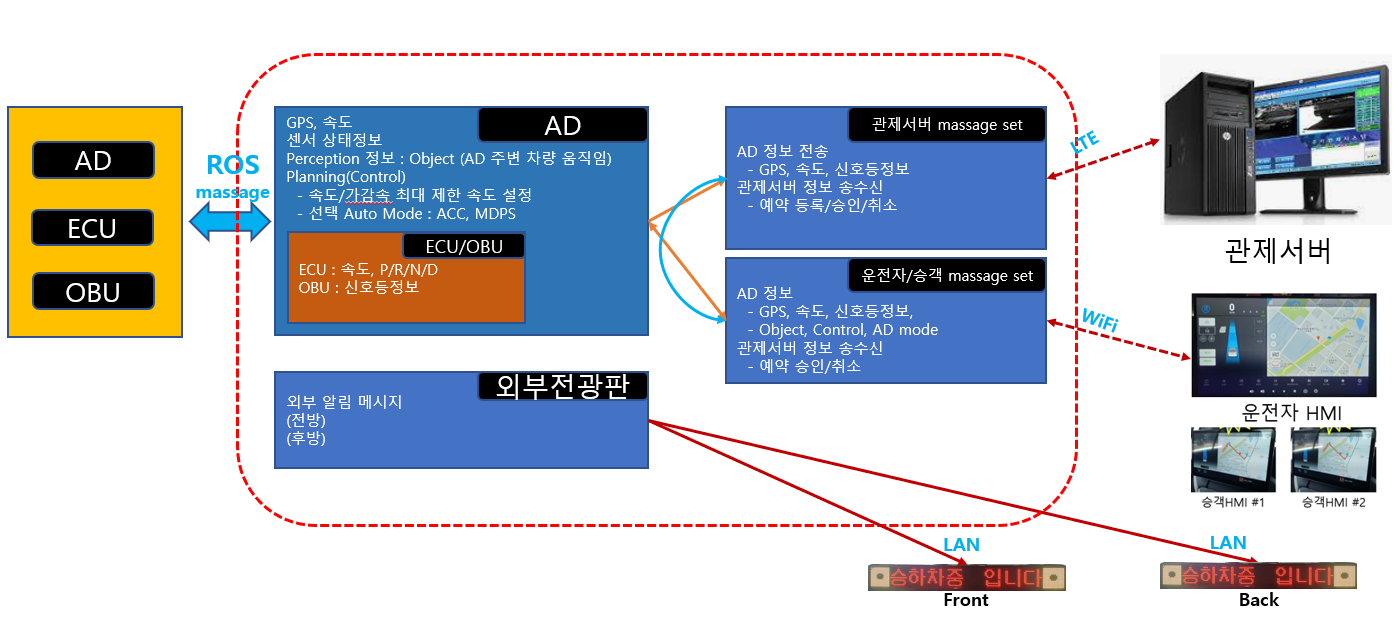 AD
ECU
OBU
ROS
massage
AD
GPS, 속도
센서 상태정보
Perception 정보 : Object (AD 주변 차량 움직임)
Planning(Control)
- 속도/가감속 최대 제한 속도 설정
- 선택 Auto Mode : ACC, MDPS
ECU/OBU
ECU : 속도, P/R/N/D
OBU : 신호등정보
외부전광판
외부 알림 메시지
(전방)
(후방)
관제서버 massage set
AD 정보 전송
- GPS, 속도, 신호등정보
관제서버 정보 송수신
- 예약 등록/승인/취소
운전자/승객 massage set
AD 정보
- GPS, 속도, 신호등정보,
- Object, Control, AD mode
관제서버 정보 송수신
- 예약 승인/취소
LTE
관제서버
WiFi
0
운전자 HMI
승객HMI #1
승객HMI #2
LAN
승하차중 입니다
Front
LAN
승하차중 입니다
Back